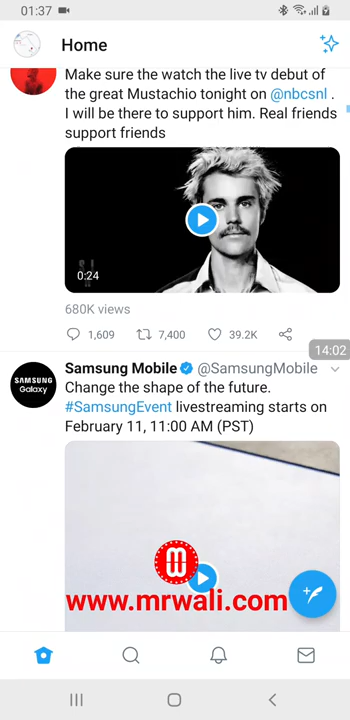 01:37
Home
Make sure the watch the live tv debut of
the great Mustachio tonight on @nbcsnl .
I will be there to support him. Real friends
support friends
0:24
680K views
1,609 7,400 39.2K
14:02
Samsung Mobile @SamsungMobile
SAMSUNG
Galaxy
Change the shape of the future.
#SamsungEvent livestreaming starts on
February 11, 11:00 AM (PST)
www.mrwali.com